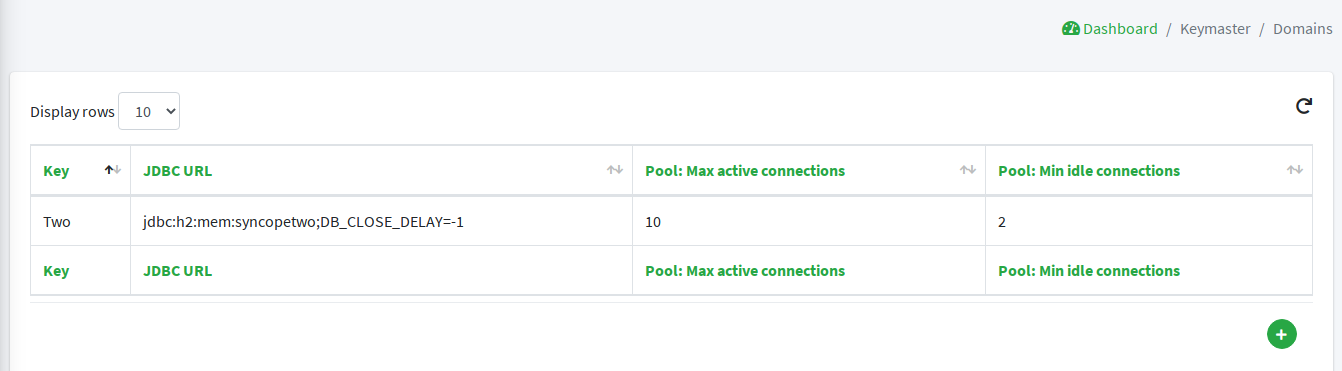 Dashboard / Keymaster / Domains
Display rows 10
Key JDBC URL Pool: Max active connections Pool: Min idle connections
Two jdbc:h2:mem:syncopetwo;DB_CLOSE_DELAY=-1 10 2
Key JDBC URL Pool: Max active connections Pool: Min idle connections